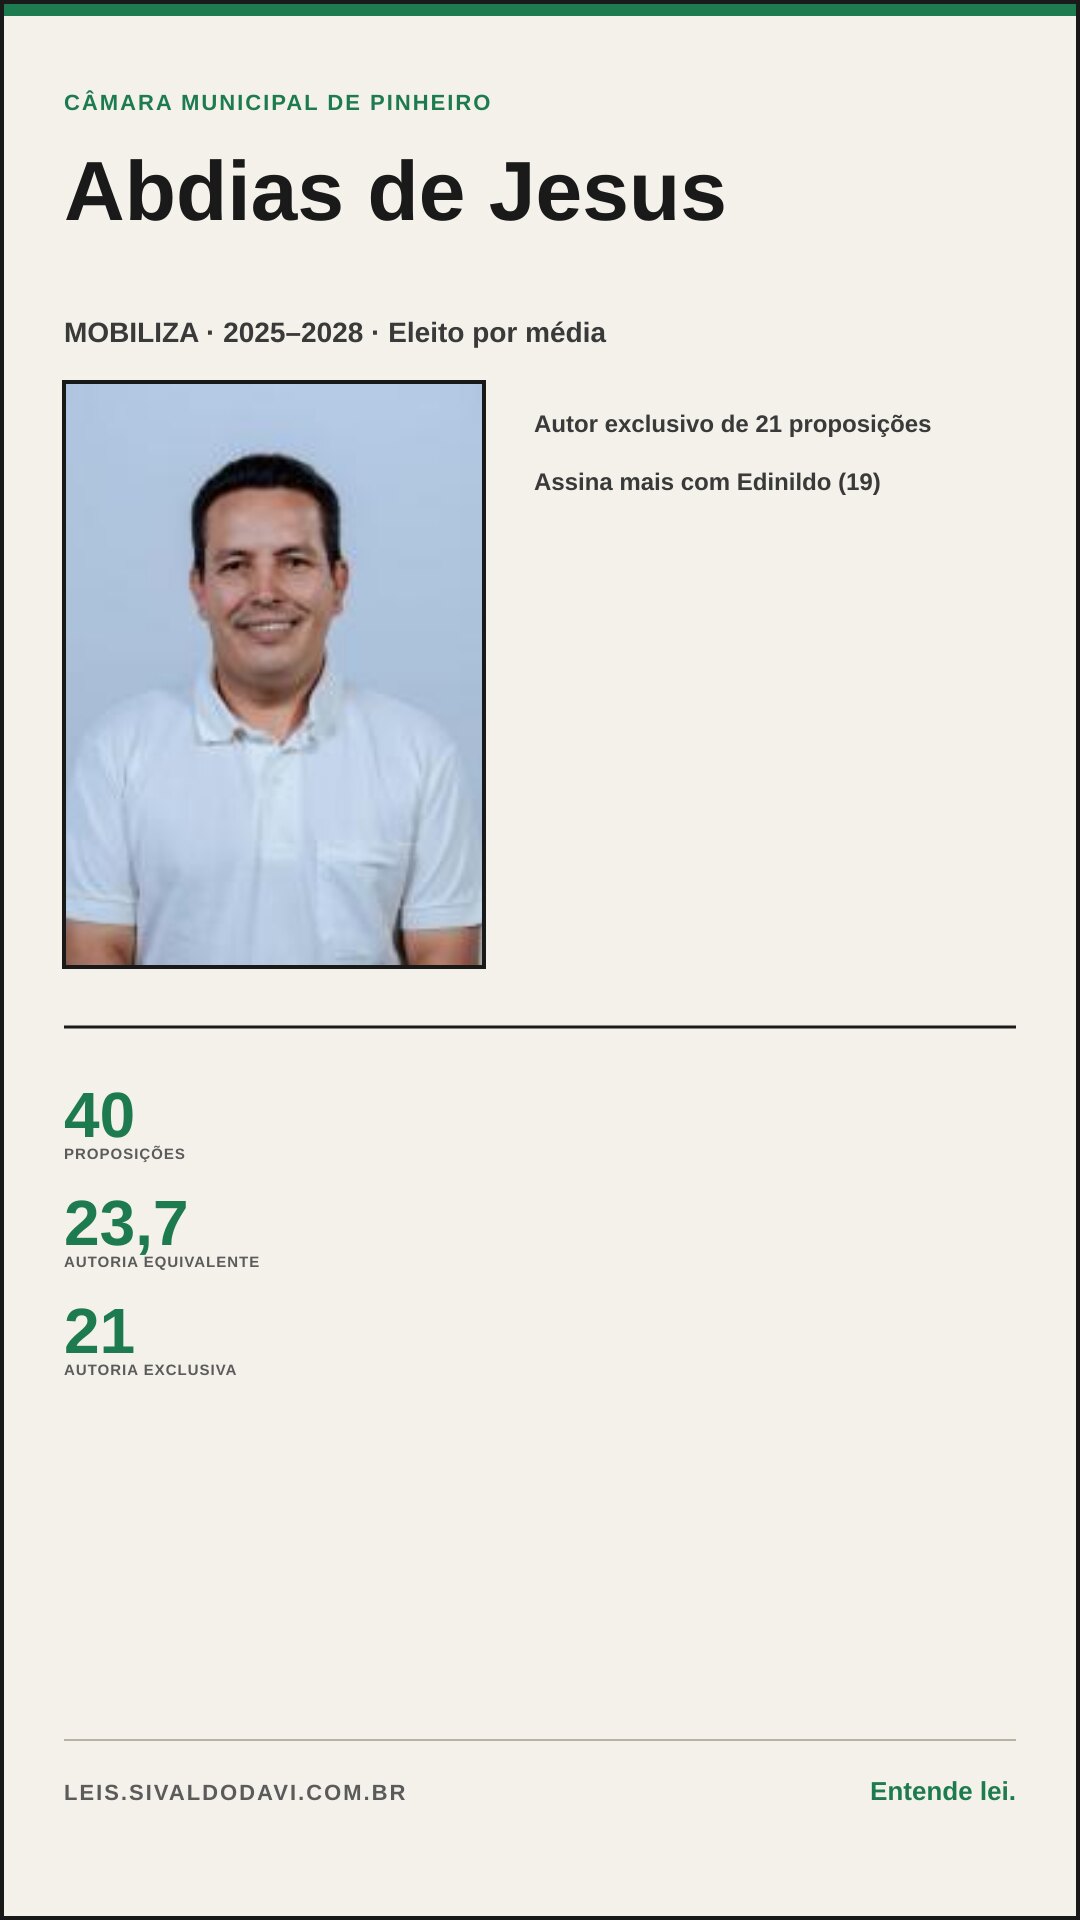 CÂMARA MUNICIPAL DE PINHEIRO
Abdias de Jesus
MOBILIZA · 2025–2028 · Eleito por média
Autor exclusivo de 21 proposições
Assina mais com Edinildo (19)
40
PROPOSIÇÕES
23,7
AUTORIA EQUIVALENTE
21
AUTORIA EXCLUSIVA
LEIS.SIVALDODAVI.COM.BR
Entende lei.